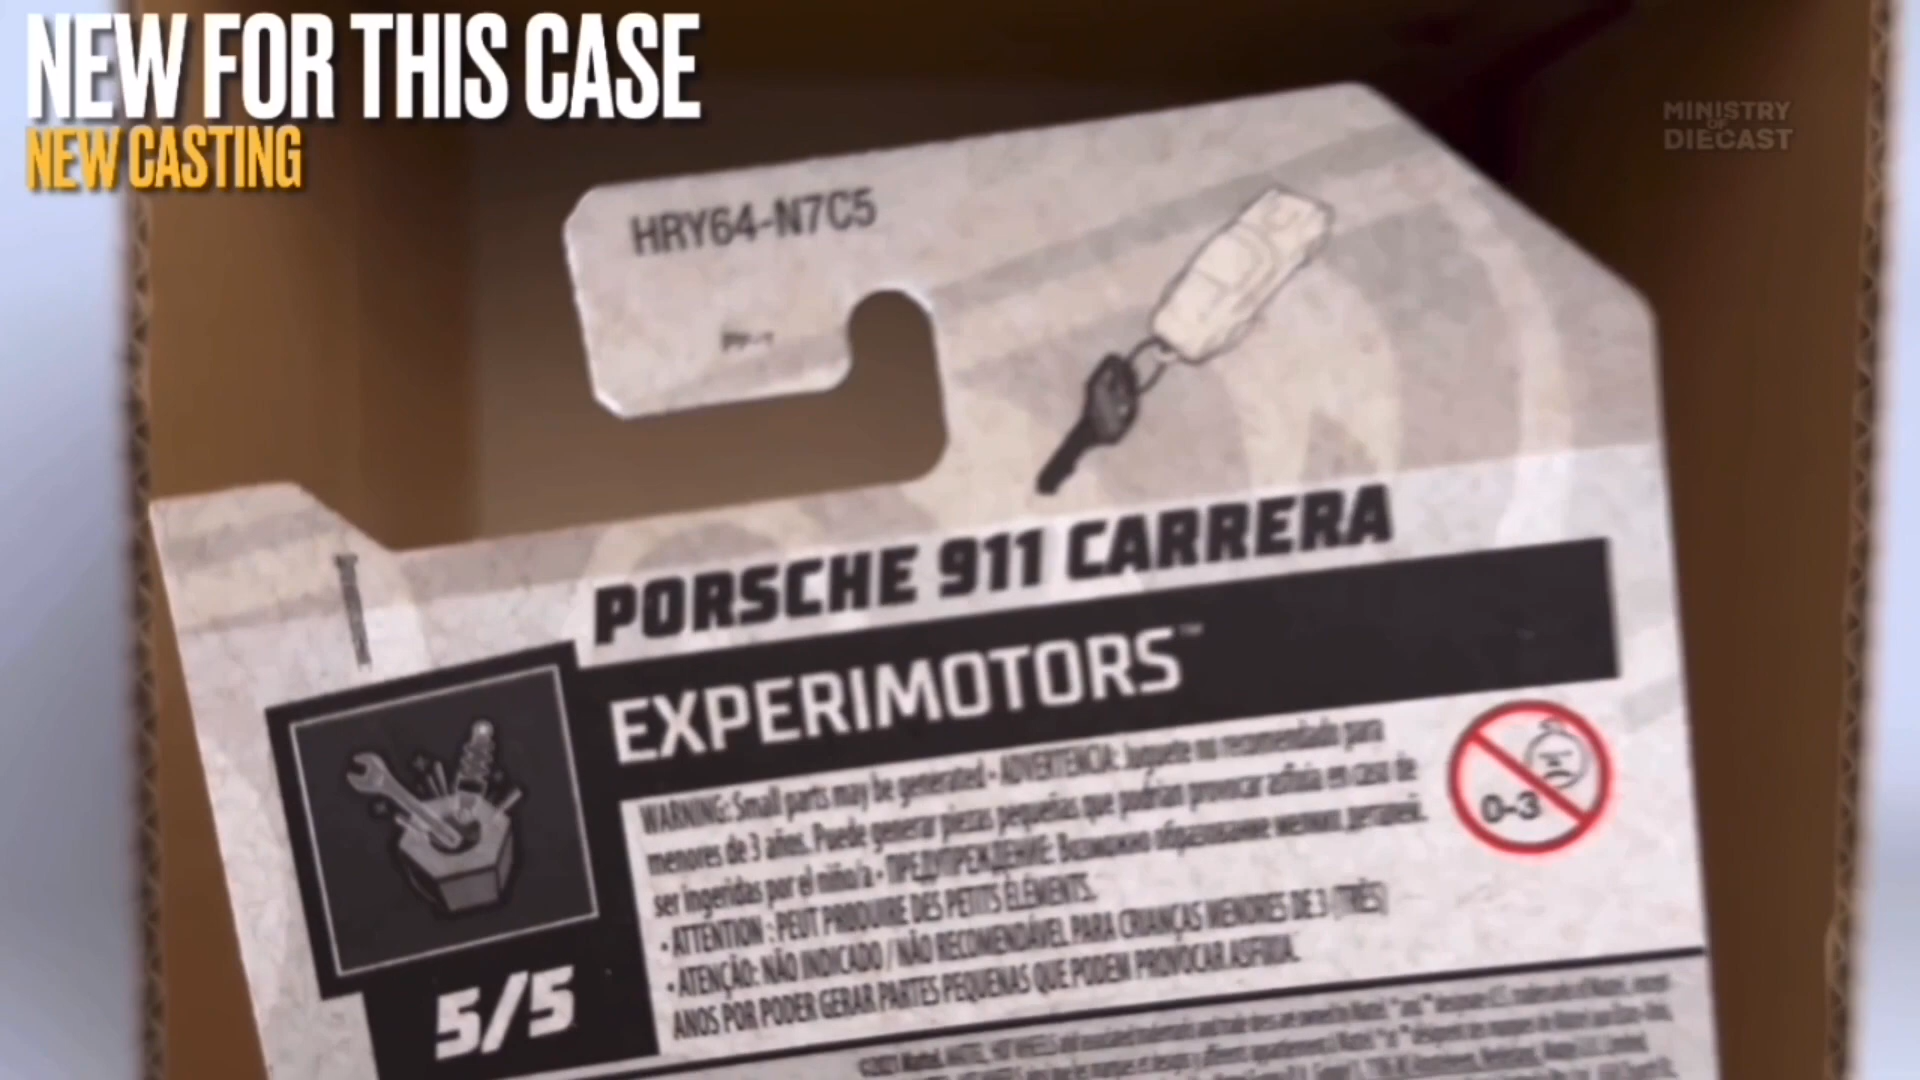 NEW FOR THIS CASE
NEW CASTING
MINISTRY
OF
DIECAST
HRY64-N7C5
PORSCHE 911 CARRERA
EXPERIMOTORS™
WARNING: Small parts may be generated • ADVERTENCIA: Juguete no recomendado para
menores de 3 años. Puede generar piezas pequeñas que podrían provocar asfixia en caso de
ser ingeridas por el niño/a • ПРЕДУПРЕЖДЕНИЕ: Возможно образование мелких деталей.
• ATTENTION : PEUT PRODUIRE DES PETITS ÉLÉMENTS.
• ATENÇÃO: NÃO INDICADO / NÃO RECOMENDÁVEL PARA CRIANÇAS MENORES DE 3 (TRÊS)
ANOS POR PODER GERAR PARTES PEQUENAS QUE PODEM PROVOCAR ASFIXIA.
0-3
5/5